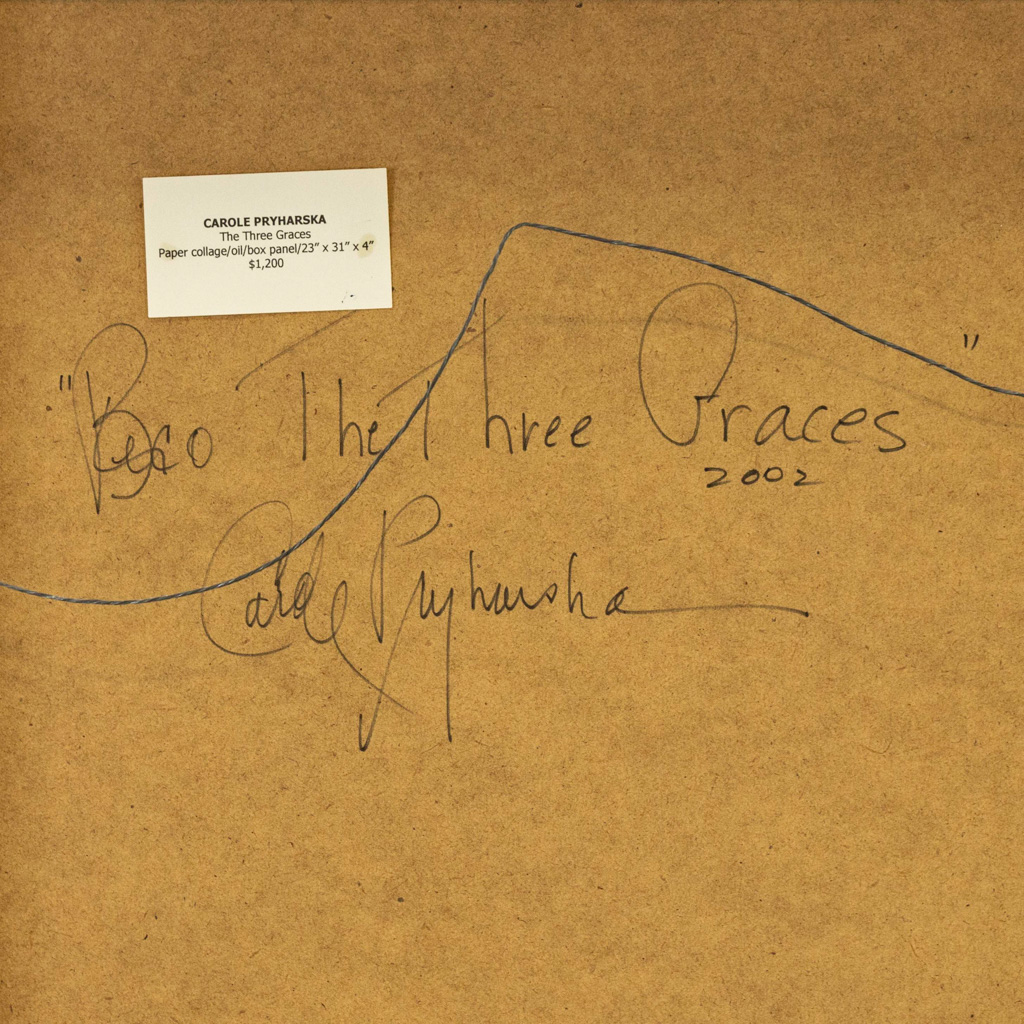 CAROLE PRYHARSKA
The Three Graces
Paper collage/oil/box panel/23" x 31" x 4"
$1,200
" The Three Graces "
2002
Carole Pryharska